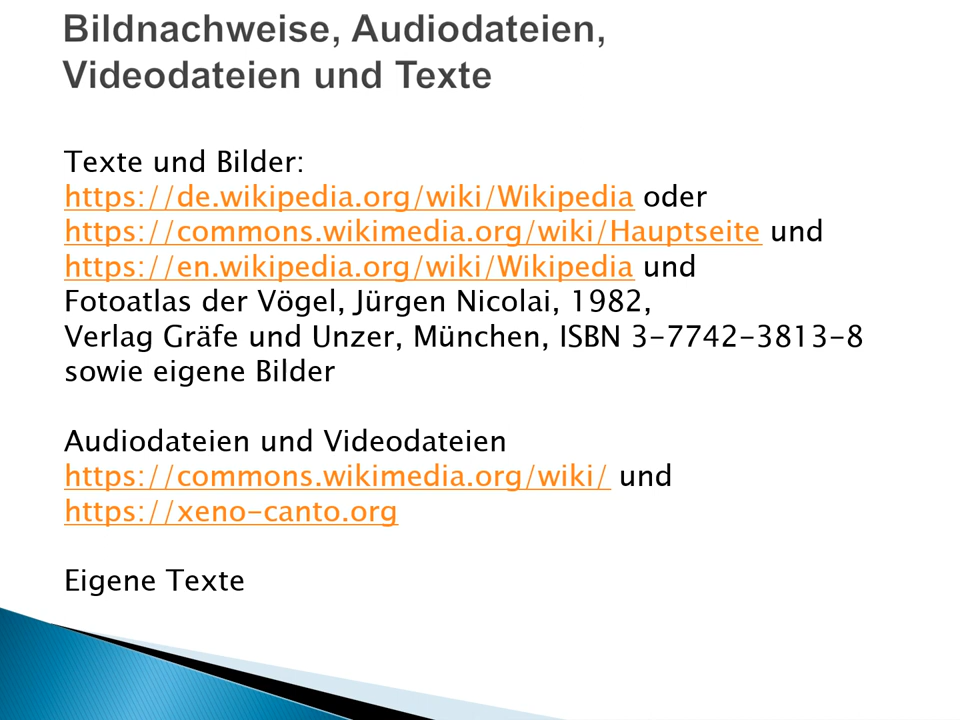 Bildnachweise, Audiodateien,
Videodateien und Texte
Texte und Bilder:
https://de.wikipedia.org/wiki/Wikipedia oder
https://commons.wikimedia.org/wiki/Hauptseite und
https://en.wikipedia.org/wiki/Wikipedia und
Fotoatlas der Vögel, Jürgen Nicolai, 1982,
Verlag Gräfe und Unzer, München, ISBN 3-7742-3813-8
sowie eigene Bilder
Audiodateien und Videodateien
https://commons.wikimedia.org/wiki/ und
https://xeno-canto.org
Eigene Texte